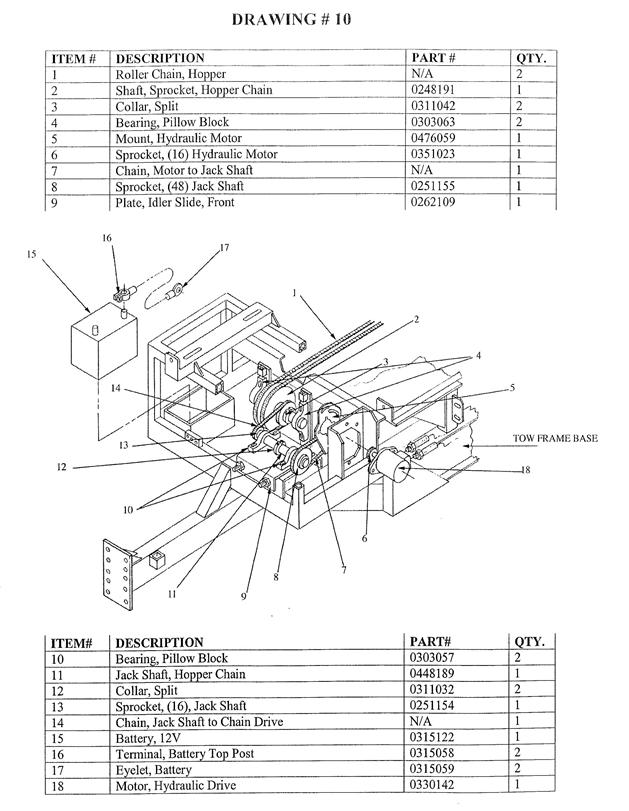 DRAWING # 10
ITEM # DESCRIPTION PART # QTY.
1 Roller Chain, Hopper N/A 2
2 Shaft, Sprocket, Hopper Chain 0248191 1
3 Collar, Split 0311042 2
4 Bearing, Pillow Block 0303063 2
5 Mount, Hydraulic Motor 0476059 1
6 Sprocket, (16) Hydraulic Motor 0351023 1
7 Chain, Motor to Jack Shaft N/A 1
8 Sprocket, (48) Jack Shaft 0251155 1
9 Plate, Idler Slide, Front 0262109 1
16
17
15
1
2
3
4
14
5
13
TOW FRAME BASE
12
18
10
6
7
8
11
9
ITEM# DESCRIPTION PART# QTY.
10 Bearing, Pillow Block 0303057 2
11 Jack Shaft, Hopper Chain 0448189 1
12 Collar, Split 0311032 2
13 Sprocket, (16), Jack Shaft 0251154 1
14 Chain, Jack Shaft to Chain Drive N/A 1
15 Battery, 12V 0315122 1
16 Terminal, Battery Top Post 0315058 2
17 Eyelet, Battery 0315059 2
18 Motor, Hydraulic Drive 0330142 1